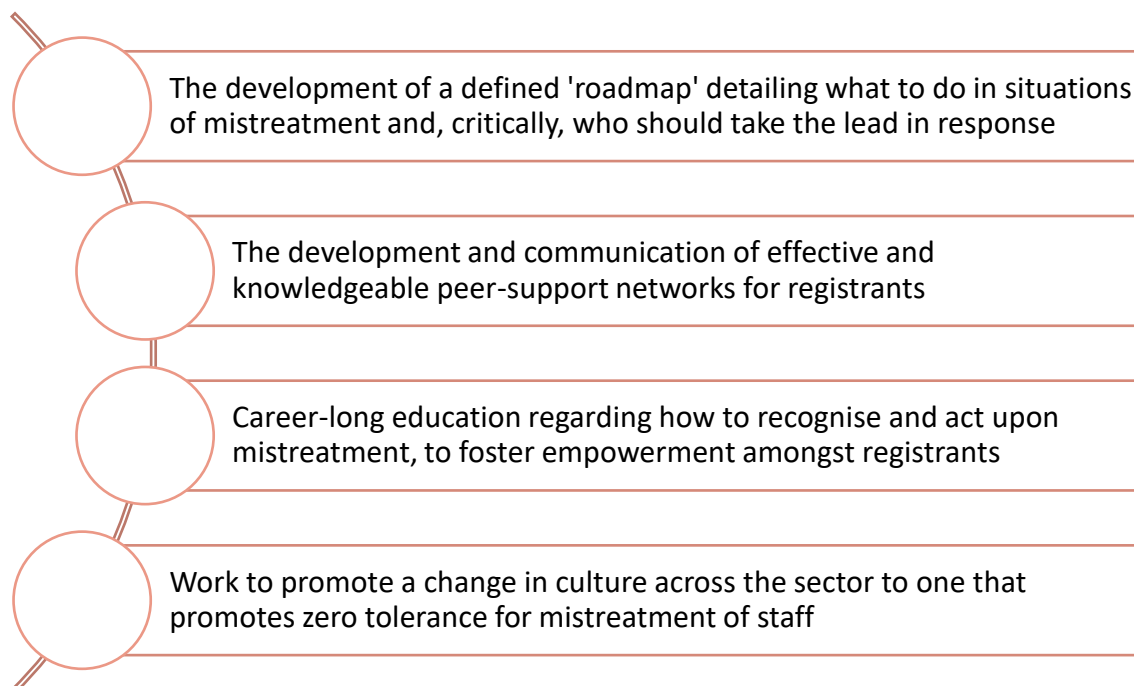 The development of a defined 'roadmap' detailing what to do in situations
of mistreatment and, critically, who should take the lead in response
The development and communication of effective and
knowledgeable peer-support networks for registrants
Career-long education regarding how to recognise and act upon
mistreatment, to foster empowerment amongst registrants
Work to promote a change in culture across the sector to one that
promotes zero tolerance for mistreatment of staff